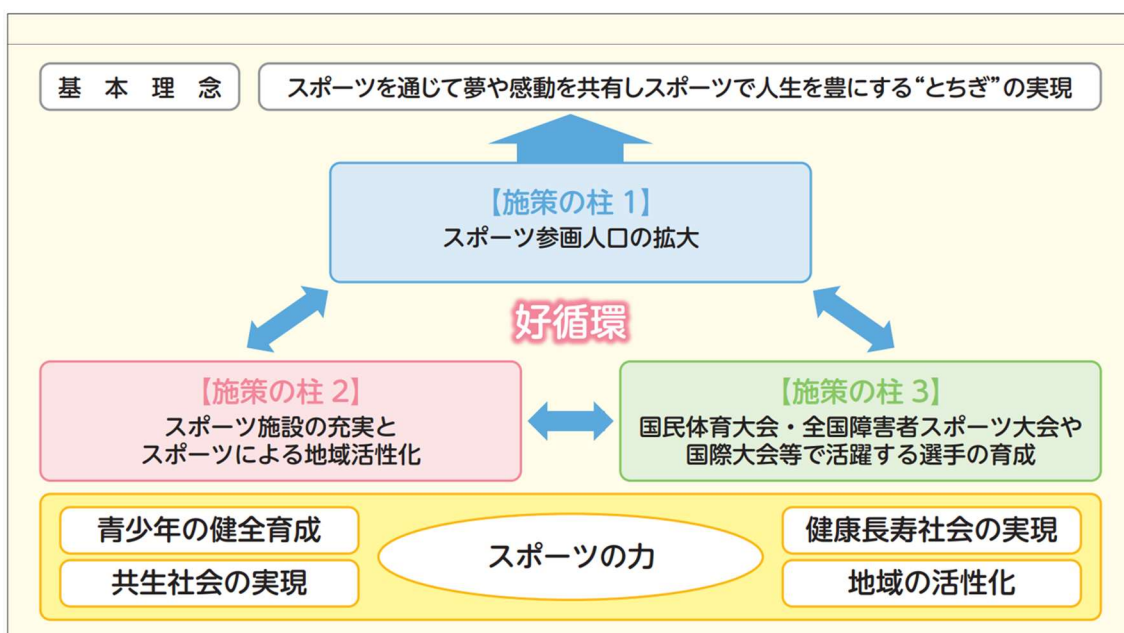 基本理念
スポーツを通じて夢や感動を共有しスポーツで人生を豊にする“とちぎ”の実現
【施策の柱 1】
スポーツ参画人口の拡大
好循環
【施策の柱 2】
スポーツ施設の充実と
スポーツによる地域活性化
【施策の柱 3】
国民体育大会・全国障害者スポーツ大会や
国際大会等で活躍する選手の育成
青少年の健全育成
共生社会の実現
スポーツの力
健康長寿社会の実現
地域の活性化